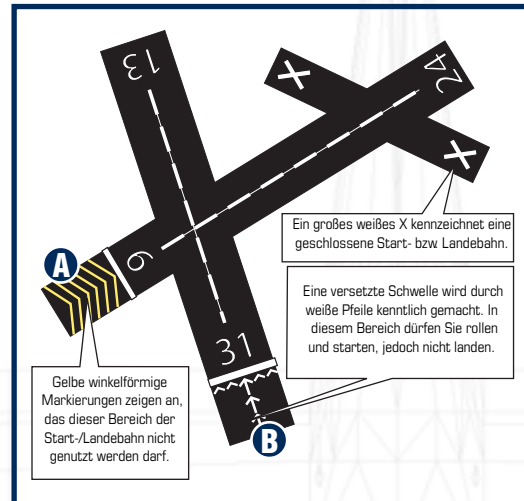 13
24
X
X
Ein großes weißes X kennzeichnet eine
geschlossene Start- bzw Landebahn.
A
6
Eine versetzte Schwelle wird durch
weiße Pfeile kenntlich gemacht. In
diesem Bereich dürfen Sie rollen
und starten, jedoch nicht landen.
31
Gelbe winkelförmige
Markierungen zeigen an,
das dieser Bereich der
Start-/Landebahn nicht
genutzt werden darf.
B